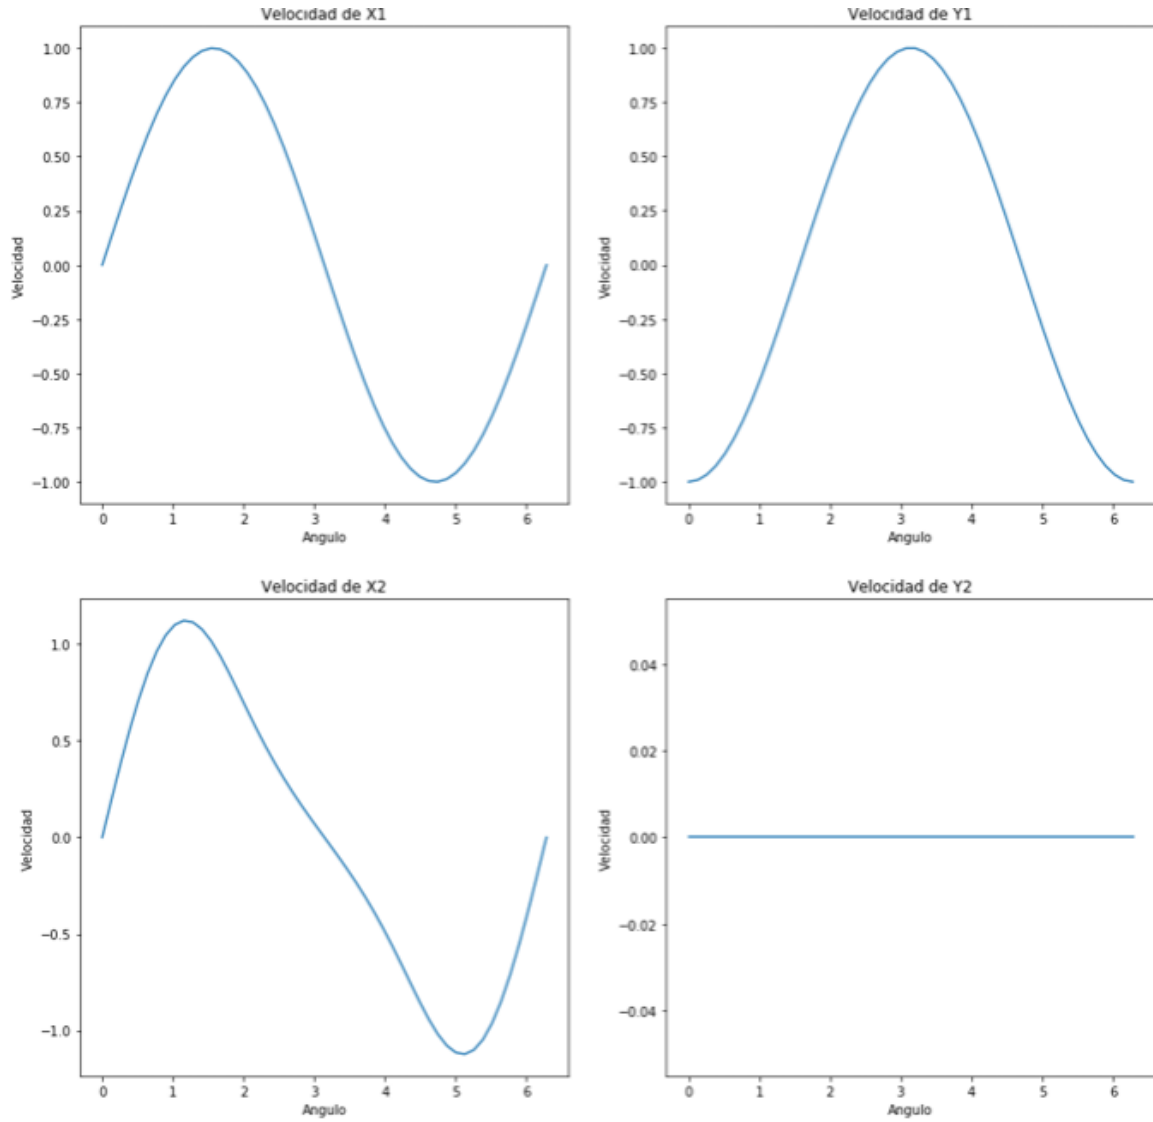 Velocidad de X1
1.00
0.75
0.50
0.25
0.00
−0.25
−0.50
−0.75
−1.00
Velocidad
0 1 2 3 4 5 6
Angulo
Velocidad de Y1
1.00
0.75
0.50
0.25
0.00
−0.25
−0.50
−0.75
−1.00
Velocidad
0 1 2 3 4 5 6
Angulo
Velocidad de X2
1.0
0.5
0.0
−0.5
−1.0
Velocidad
0 1 2 3 4 5 6
Angulo
Velocidad de Y2
0.04
0.02
0.00
−0.02
−0.04
Velocidad
0 1 2 3 4 5 6
Angulo